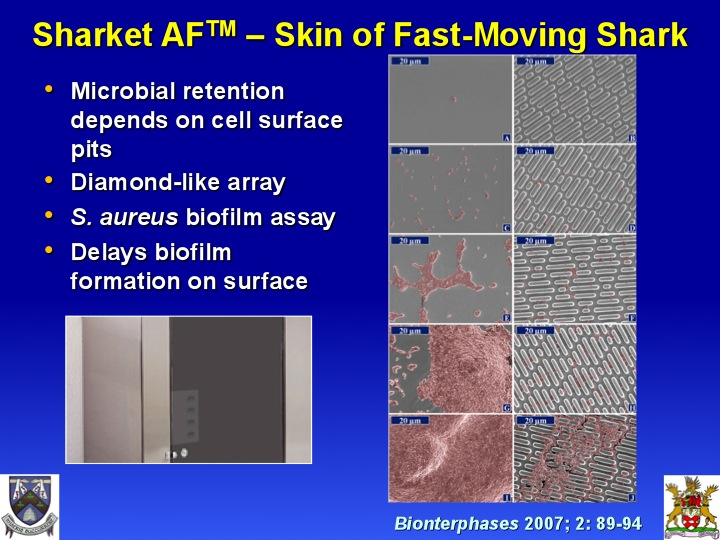 Sharket AF™ – Skin of Fast-Moving Shark
• Microbial retention
depends on cell surface
pits
• Diamond-like array
• S. aureus biofilm assay
• Delays biofilm
formation on surface
20 µm 20 µm
A B
20 µm 20 µm
C D
20 µm 20 µm
E F
20 µm 20 µm
G H
20 µm 20 µm
I J
Bionterphases 2007; 2: 89-94